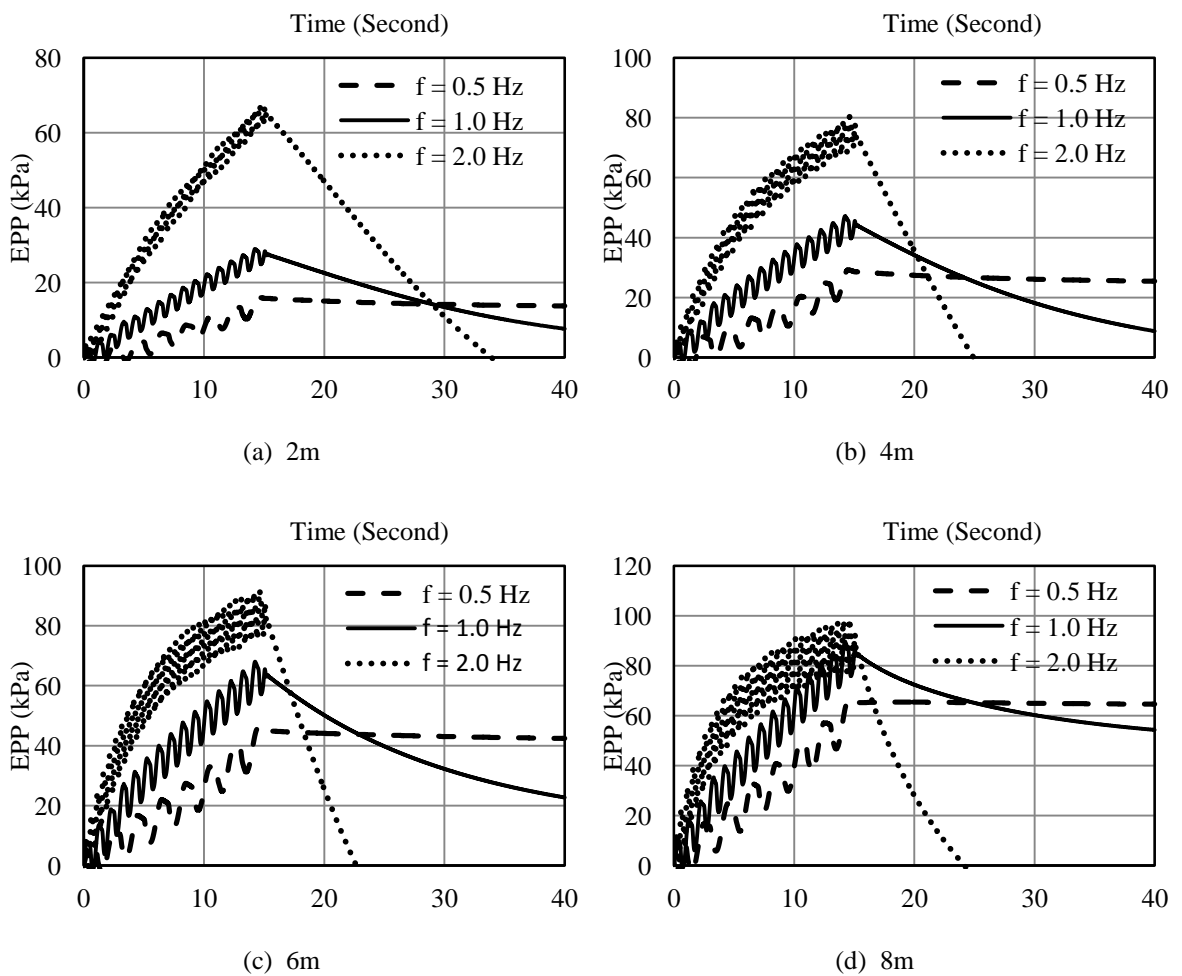 Time (Second)
80
60
40
20
0
EPP (kPa)
f = 0.5 Hz
f = 1.0 Hz
f = 2.0 Hz
0 10 20 30 40
(a) 2m
Time (Second)
100
80
60
40
20
0
EPP (kPa)
f = 0.5 Hz
f = 1.0 Hz
f = 2.0 Hz
0 10 20 30 40
(b) 4m
Time (Second)
100
80
60
40
20
0
EPP (kPa)
f = 0.5 Hz
f = 1.0 Hz
f = 2.0 Hz
0 10 20 30 40
(c) 6m
Time (Second)
120
100
80
60
40
20
0
EPP (kPa)
f = 0.5 Hz
f = 1.0 Hz
f = 2.0 Hz
0 10 20 30 40
(d) 8m